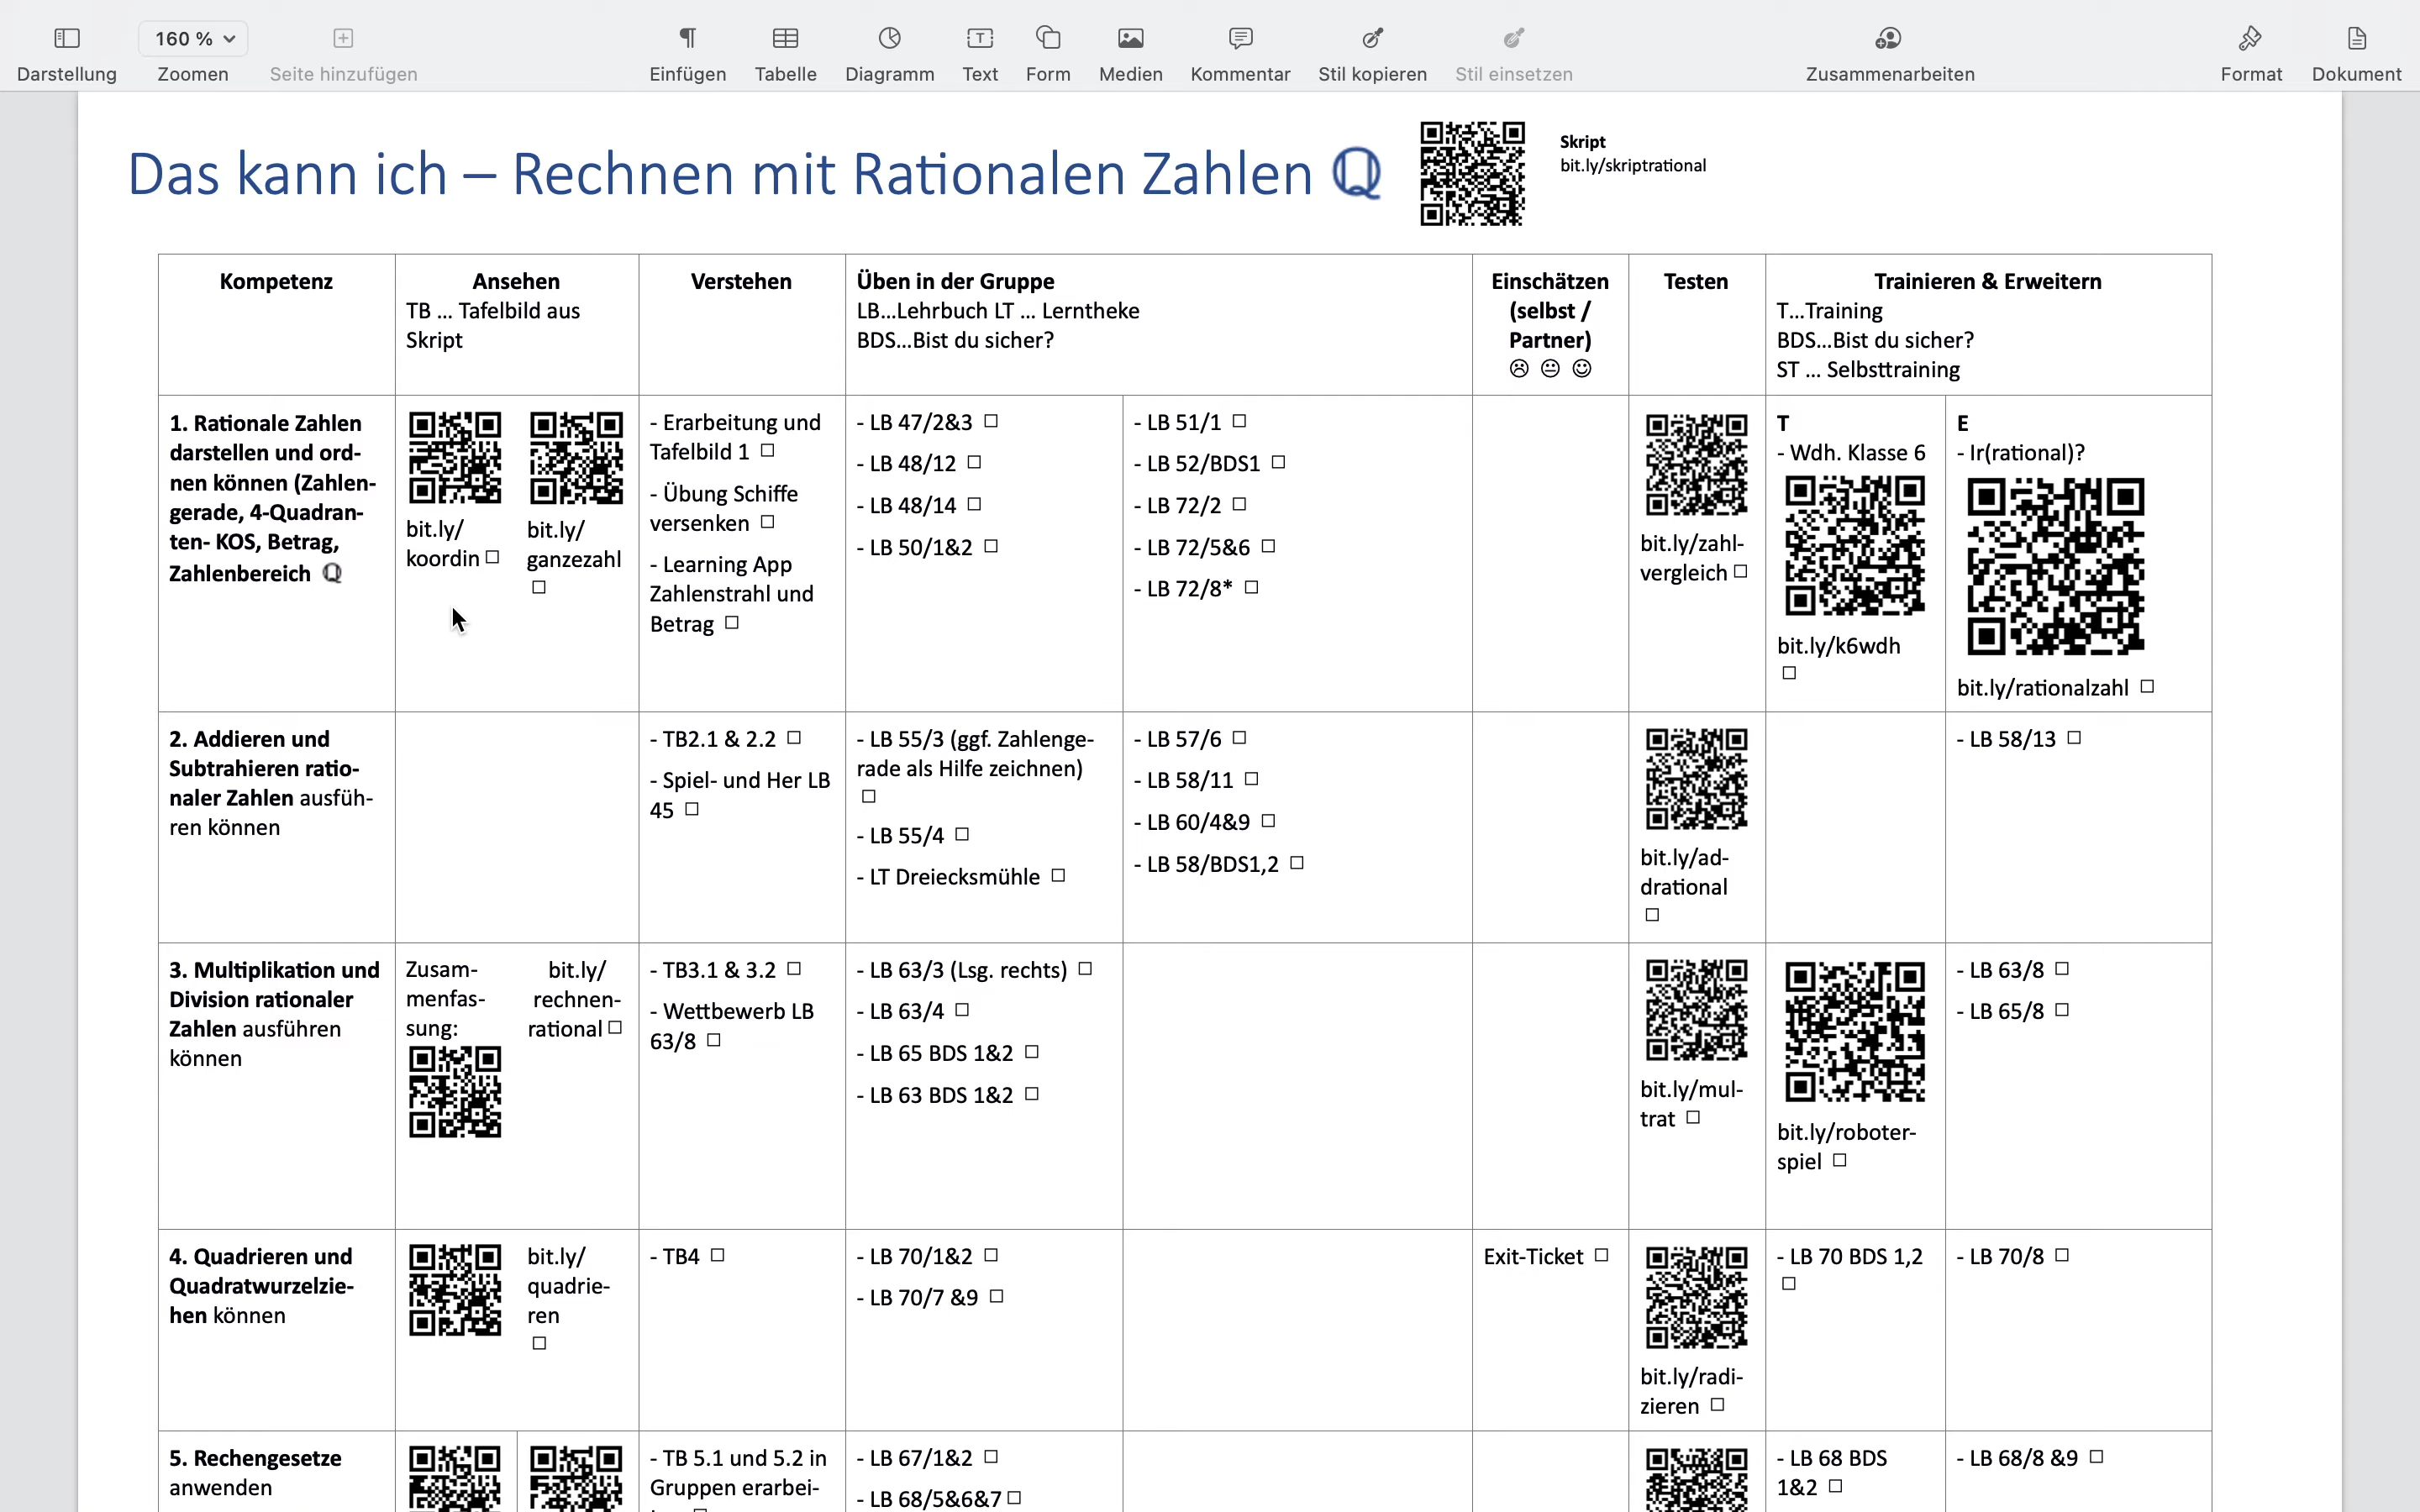 160 %
Darstellung
Zoomen
Seite hinzufügen
Einfügen
Tabelle
Diagramm
Text
Form
Medien
Kommentar
Stil kopieren
Stil einsetzen
Zusammenarbeiten
Format
Dokument
Das kann ich – Rechnen mit Rationalen Zahlen ℚ
Skript
bit.ly/skriptrational
Kompetenz
Ansehen
TB ... Tafelbild aus
Skript
Verstehen
Üben in der Gruppe
LB...Lehrbuch LT ... Lerntheke
BDS...Bist du sicher?
Einschätzen
(selbst /
Partner)
☹ 😐 ☺
Testen
Trainieren & Erweitern
T...Training
BDS...Bist du sicher?
ST ... Selbsttraining
1. Rationale Zahlen
darstellen und ord-
nen können (Zahlen-
gerade, 4-Quadran-
ten- KOS, Betrag,
Zahlenbereich ℚ
bit.ly/
koordin ☐
bit.ly/
ganzezahl
☐
- Erarbeitung und
Tafelbild 1 ☐
- Übung Schiffe
versenken ☐
- Learning App
Zahlenstrahl und
Betrag ☐
- LB 47/2&3 ☐
- LB 48/12 ☐
- LB 48/14 ☐
- LB 50/1&2 ☐
- LB 51/1 ☐
- LB 52/BDS1 ☐
- LB 72/2 ☐
- LB 72/5&6 ☐
- LB 72/8* ☐
bit.ly/zahl-
vergleich ☐
T
- Wdh. Klasse 6
bit.ly/k6wdh
☐
E
- Ir(rational)?
bit.ly/rationalzahl ☐
2. Addieren und
Subtrahieren ratio-
naler Zahlen ausfüh-
ren können
- TB2.1 & 2.2 ☐
- Spiel- und Her LB
45 ☐
- LB 55/3 (ggf. Zahlenge-
rade als Hilfe zeichnen)
☐
- LB 55/4 ☐
- LT Dreiecksmühle ☐
- LB 57/6 ☐
- LB 58/11 ☐
- LB 60/4&9 ☐
- LB 58/BDS1,2 ☐
bit.ly/ad-
drational
☐
- LB 58/13 ☐
3. Multiplikation und
Division rationaler
Zahlen ausführen
können
Zusam-
menfas-
sung:
bit.ly/
rechnen-
rational ☐
- TB3.1 & 3.2 ☐
- Wettbewerb LB
63/8 ☐
- LB 63/3 (Lsg. rechts) ☐
- LB 63/4 ☐
- LB 65 BDS 1&2 ☐
- LB 63 BDS 1&2 ☐
bit.ly/mul-
trat ☐
bit.ly/roboter-
spiel ☐
- LB 63/8 ☐
- LB 65/8 ☐
4. Quadrieren und
Quadratwurzelzie-
hen können
bit.ly/
quadrie-
ren
☐
- TB4 ☐
- LB 70/1&2 ☐
- LB 70/7 &9 ☐
Exit-Ticket ☐
bit.ly/radi-
zieren ☐
- LB 70 BDS 1,2
☐
- LB 70/8 ☐
5. Rechengesetze
anwenden
- TB 5.1 und 5.2 in
Gruppen erarbei-
- LB 67/1&2 ☐
- LB 68/5&6&7 ☐
- LB 68 BDS
1&2 ☐
- LB 68/8 &9 ☐